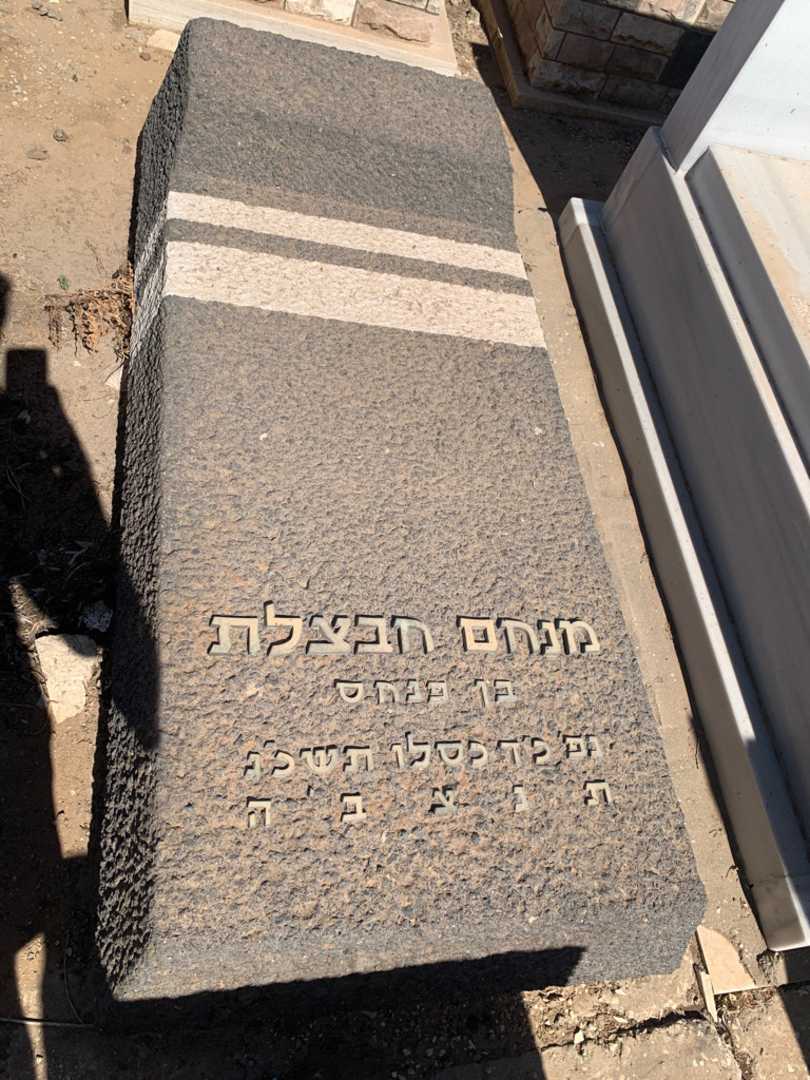 מנחם חבצלת
בן פנחס
נפ׳ כ״ד כסלו תשכ״ג
ת נ צ ב ה